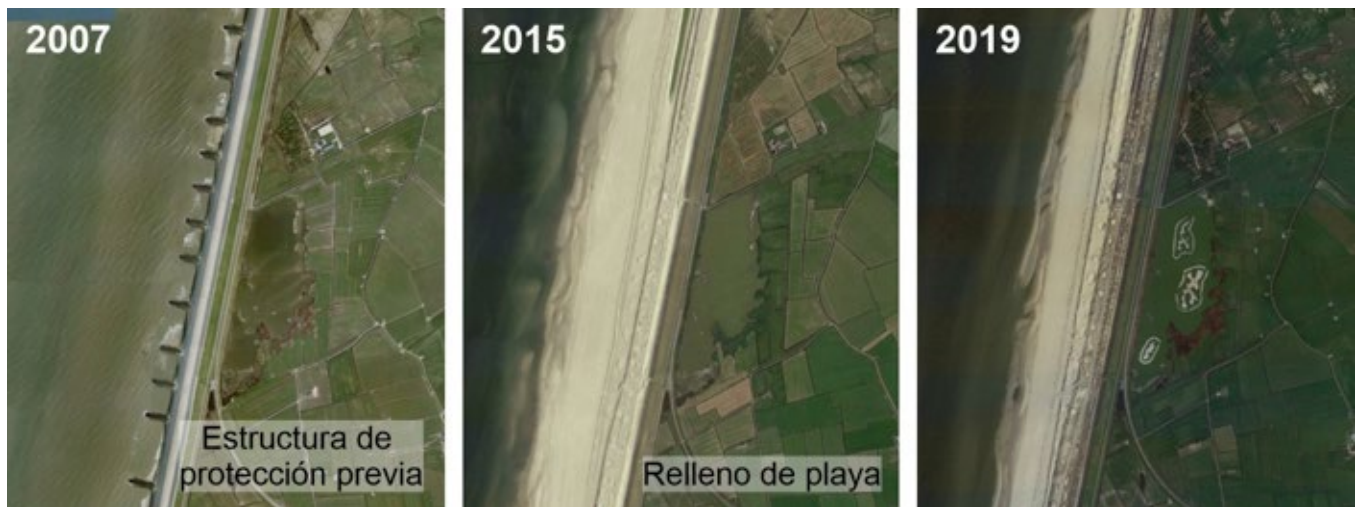 2007
2015
2019
Estructura de
protección previa
Relleno de playa